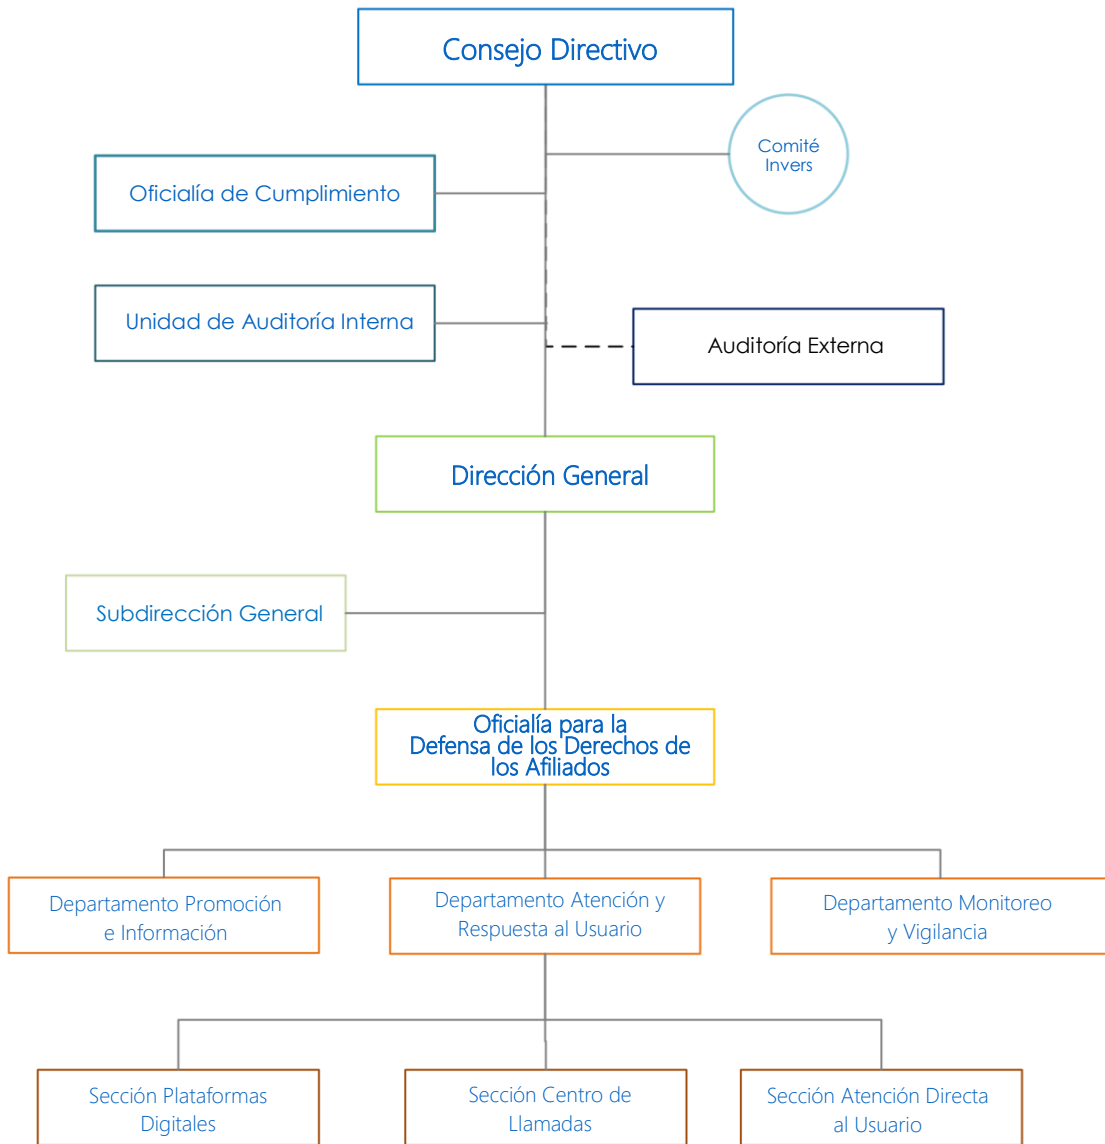 Consejo Directivo
Comité
Invers
Oficialía de Cumplimiento
Unidad de Auditoría Interna
Auditoría Externa
Dirección General
Subdirección General
Oficialía para la
Defensa de los Derechos de
los Afiliados
Departamento Promoción
e Información
Departamento Atención y
Respuesta al Usuario
Departamento Monitoreo
y Vigilancia
Sección Plataformas
Digitales
Sección Centro de
Llamadas
Sección Atención Directa
al Usuario